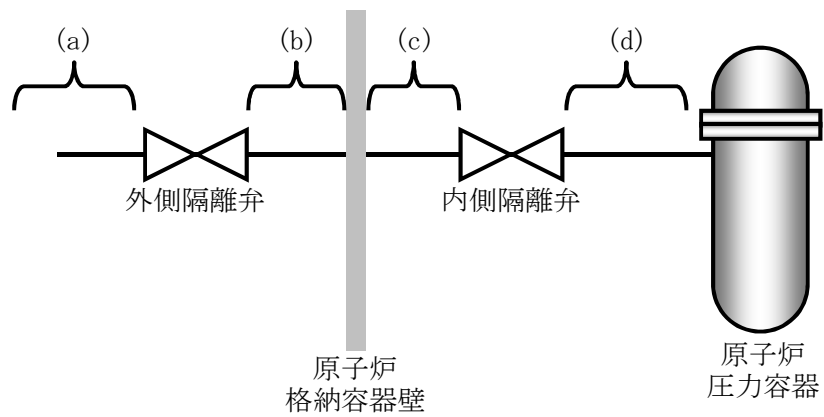 (a)
(b)
(c)
(d)
外側隔離弁
内側隔離弁
原子炉
格納容器壁
原子炉
圧力容器